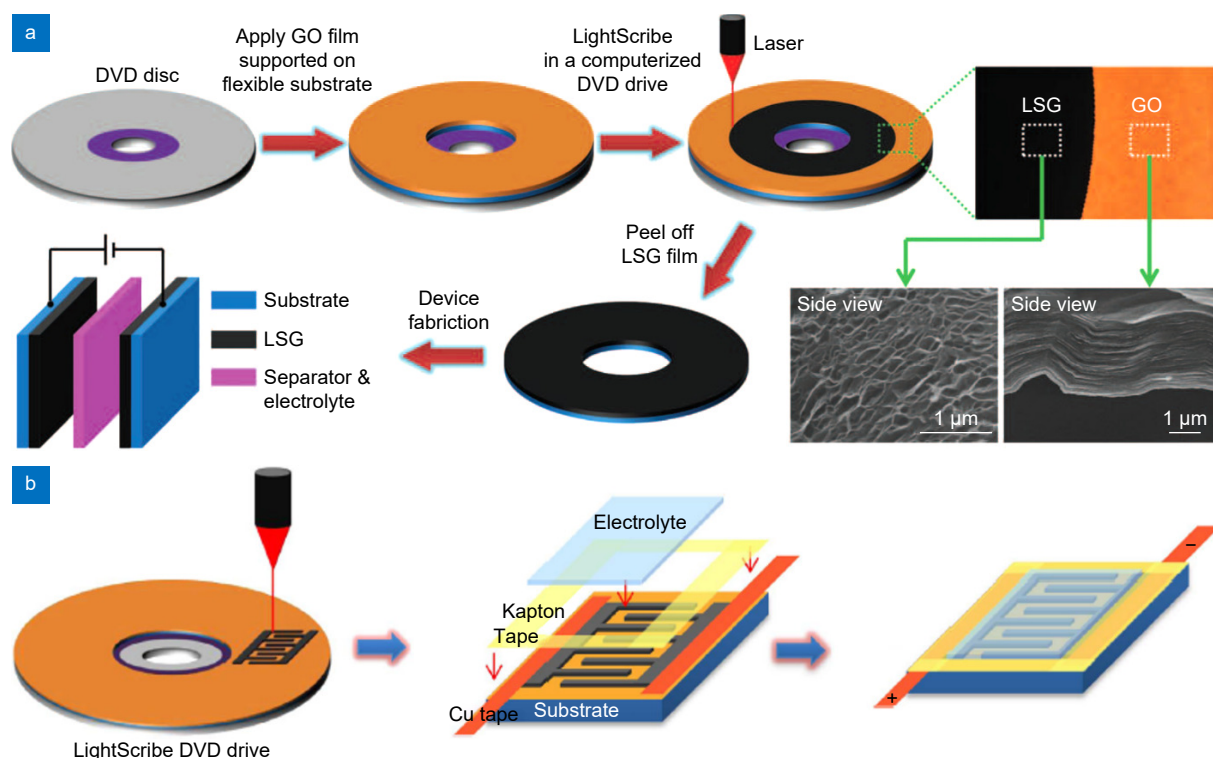 a
DVD disc
Apply GO film
supported on
flexible substrate
LightScribe
in a computerized
DVD drive
Laser
LSG
GO
Peel off
LSG film
Side view
1 μm
Side view
1 μm
Device
fabriction
Substrate
LSG
Separator &
electrolyte
b
LightScribe DVD drive
Electrolyte
Kapton
Tape
Cu tape
Substrate
–
+